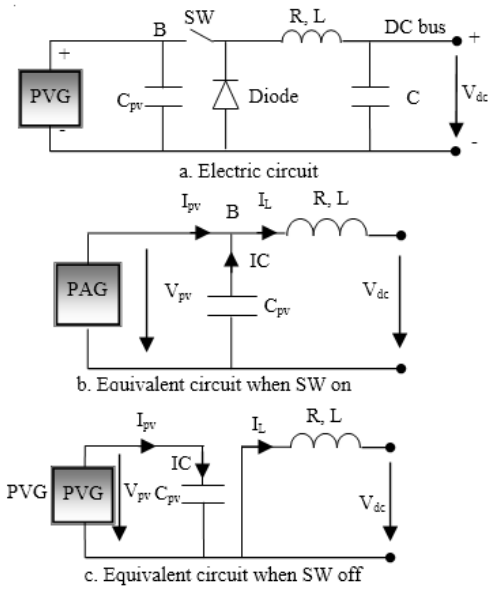 SW R, L DC bus
B
+ +
PVG Cpv Diode C Vdc
- -
a. Electric circuit
Ipv B IL R, L
IC
PAG Vpv Cpv Vdc
b. Equivalent circuit when SW on
Ipv IL R, L
IC
PVG PVG Vpv Cpv Vdc
c. Equivalent circuit when SW off